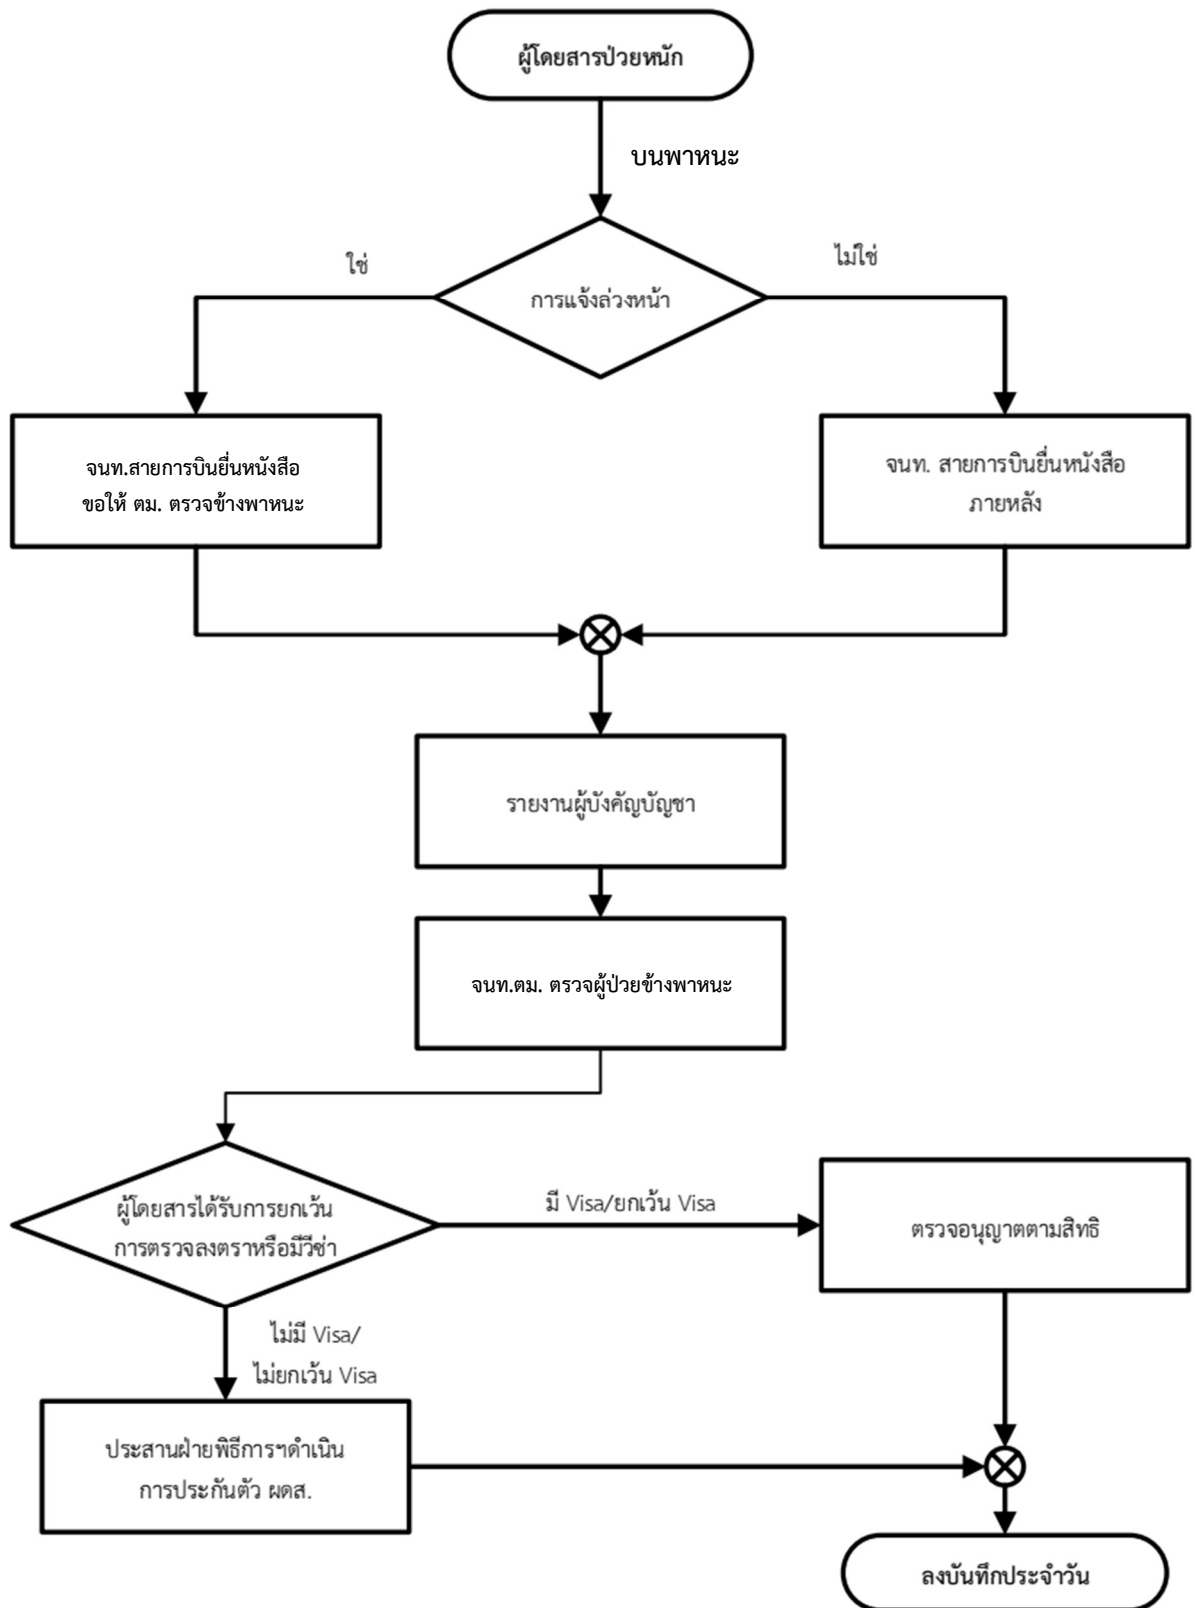 ผู้โดยสารป่วยหนัก
บนพาหนะ
ใช่
ไม่ใช่
การแจ้งล่วงหน้า
จนท.สายการบินยื่นหนังสือ
ขอให้ ตม. ตรวจข้างพาหนะ
จนท. สายการบินยื่นหนังสือ
ภายหลัง
รายงานผู้บังคัญบัญชา
จนท.ตม. ตรวจผู้ป่วยข้างพาหนะ
ผู้โดยสารได้รับการยกเว้น
การตรวจลงตราหรือมีวีซ่า
มี Visa/ยกเว้น Visa
ตรวจอนุญาตตามสิทธิ
ไม่มี Visa/
ไม่ยกเว้น Visa
ประสานฝ่ายพิธีการฯดำเนิน
การประกันตัว ผดส.
ลงบันทึกประจำวัน